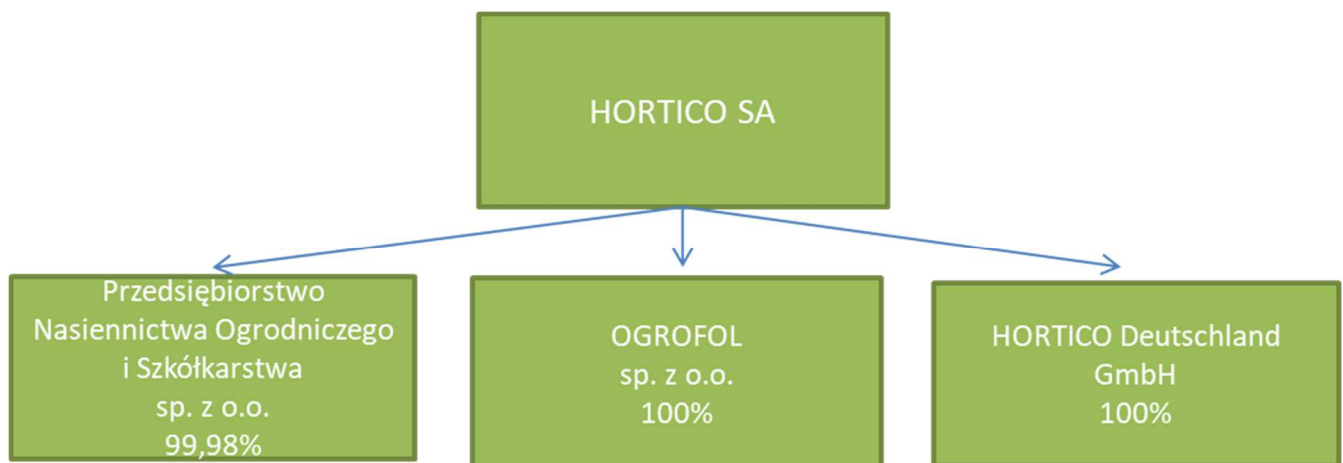 HORTICO SA
Przedsiębiorstwo
Nasiennictwa Ogrodniczego
i Szkółkarstwa
sp. z o.o.
99,98%
OGROFOL
sp. z o.o.
100%
HORTICO Deutschland
GmbH
100%